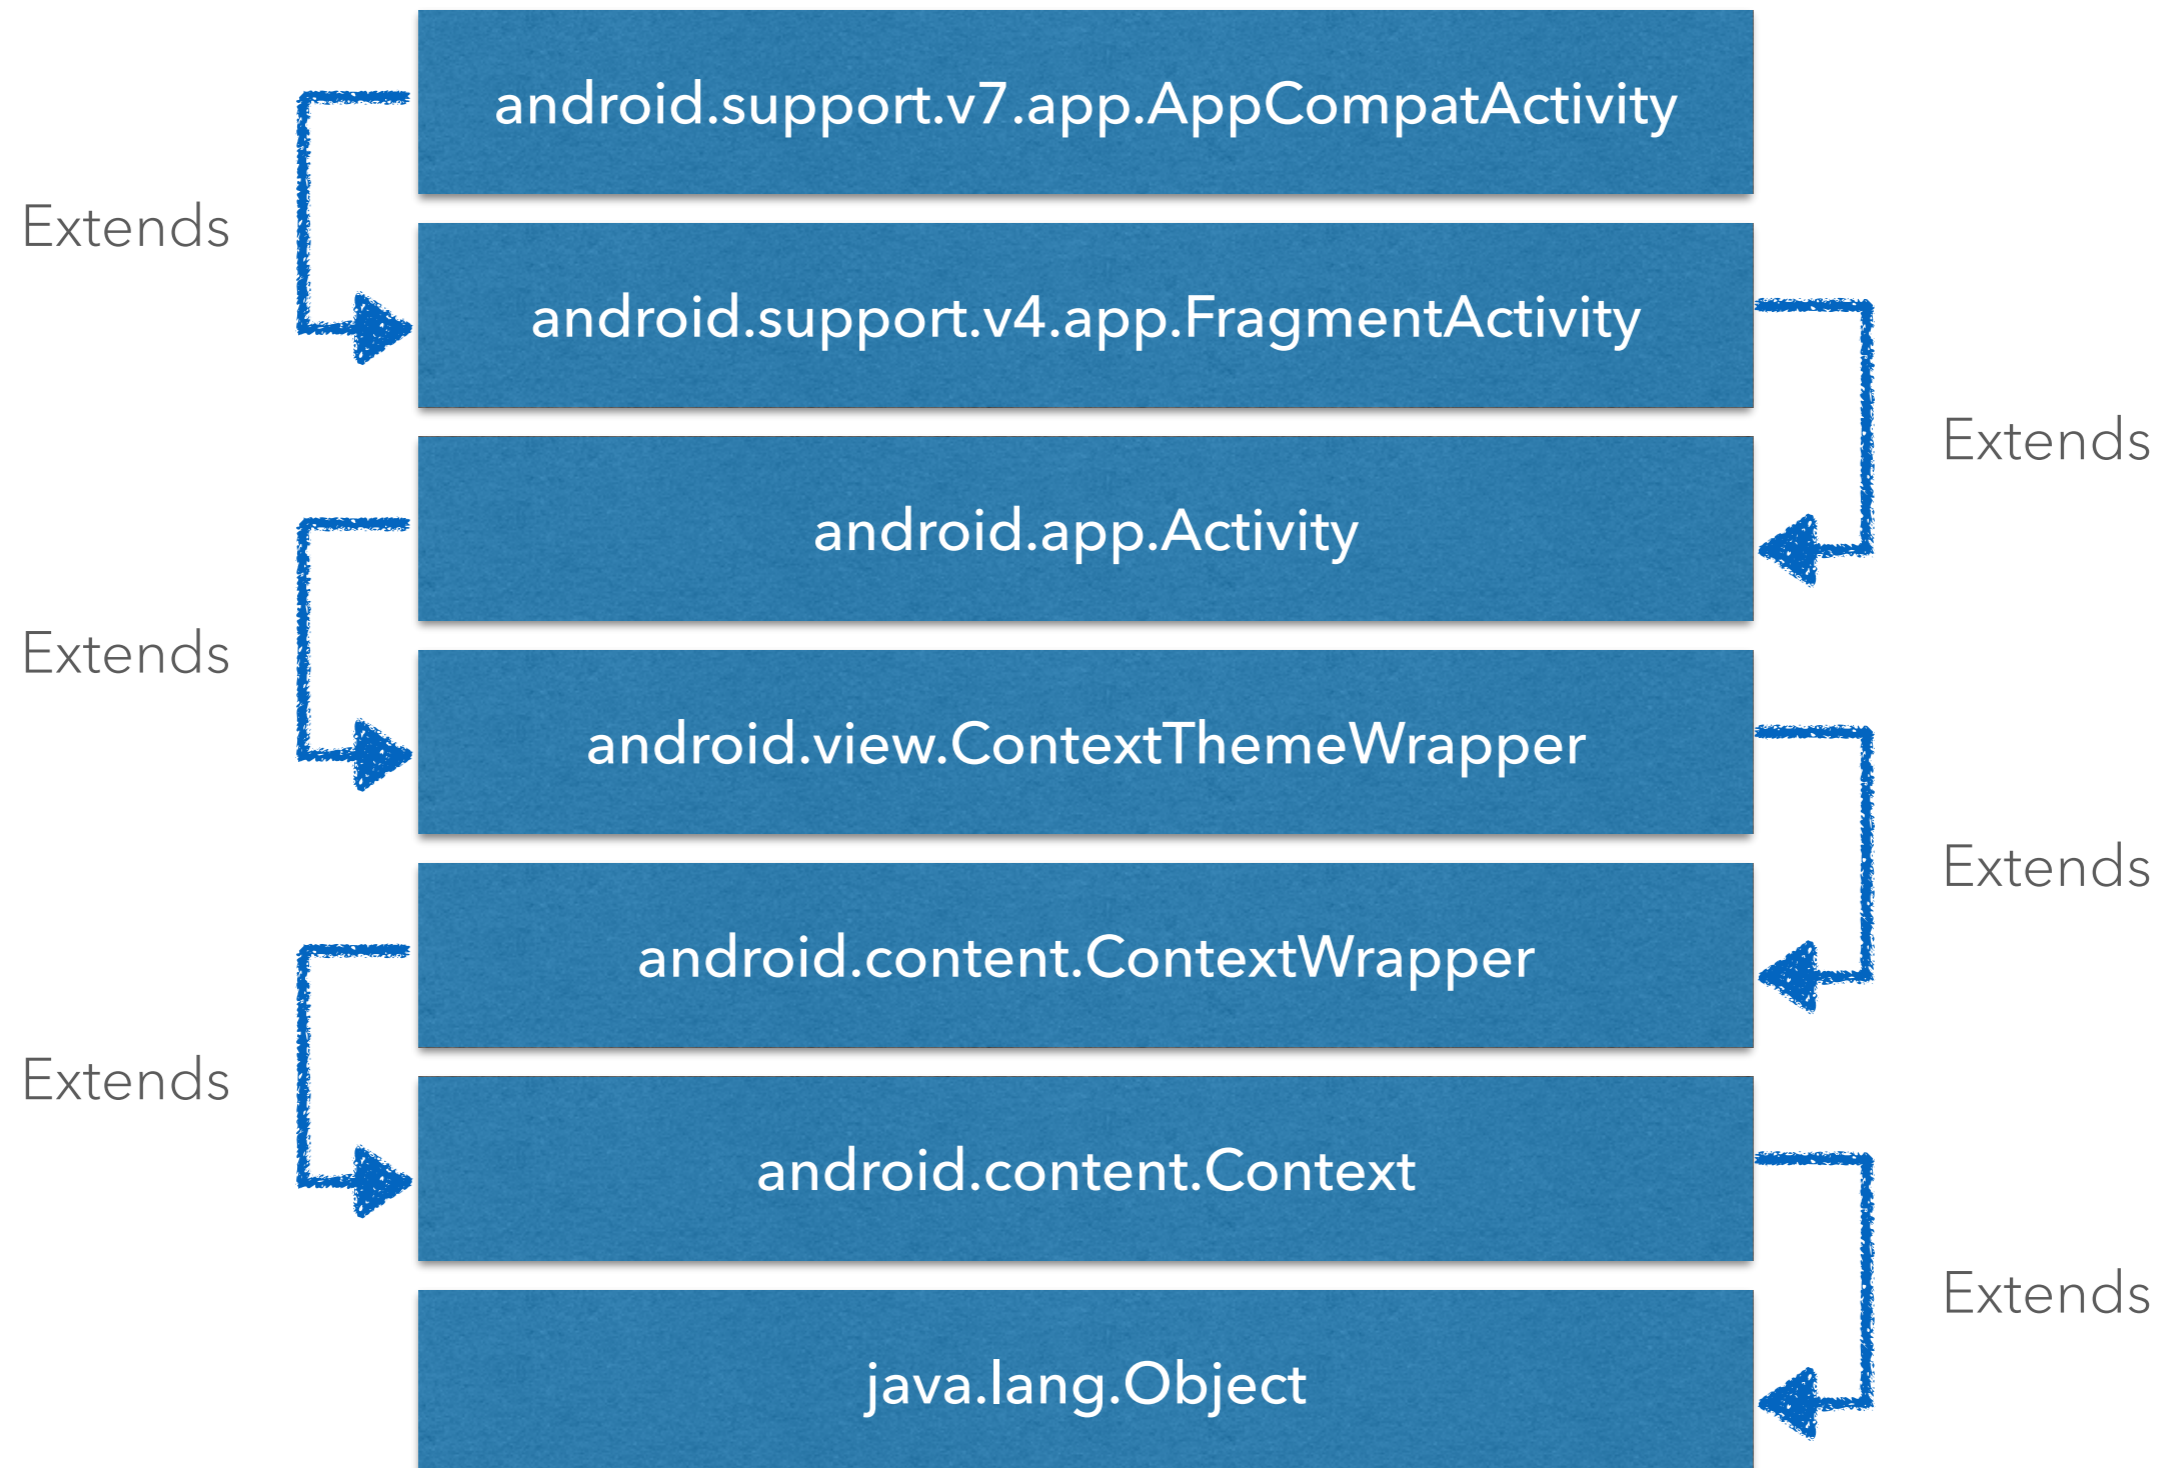 android.support.v7.app.AppCompatActivity
Extends
android.support.v4.app.FragmentActivity
Extends
android.app.Activity
Extends
android.view.ContextThemeWrapper
Extends
android.content.ContextWrapper
Extends
android.content.Context
Extends
java.lang.Object